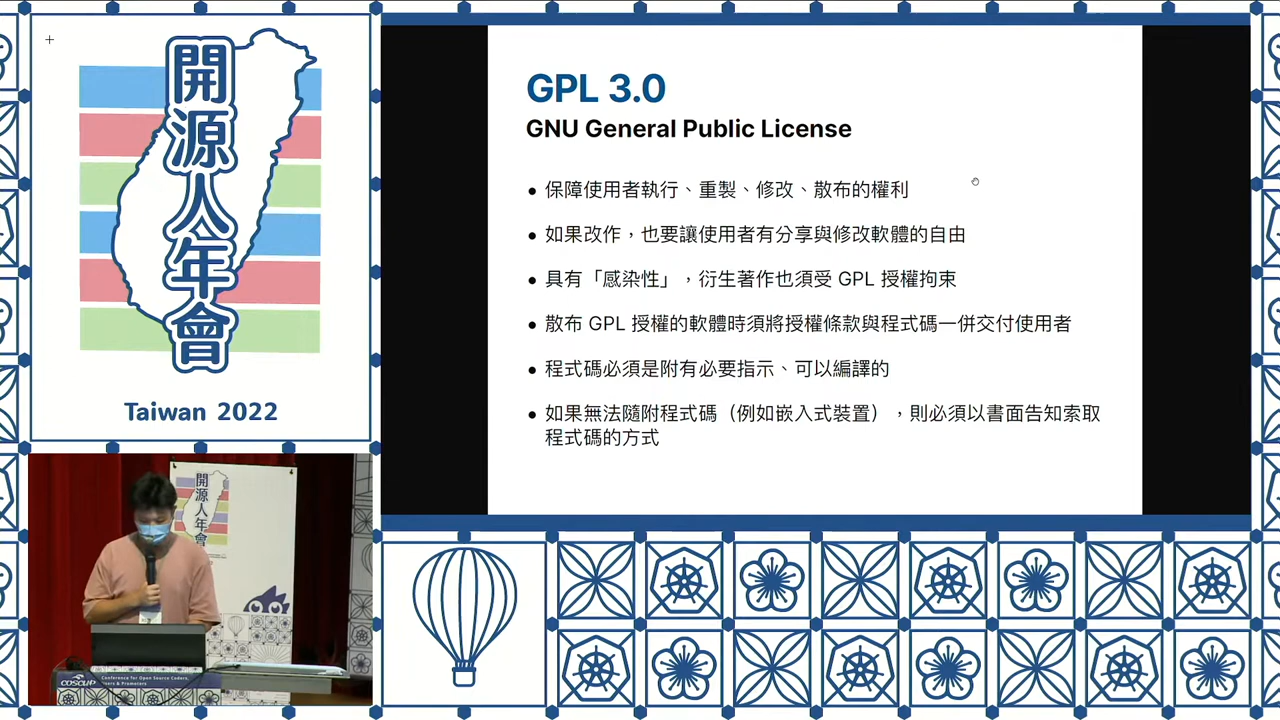 開源人年會
Taiwan 2022
GPL 3.0
GNU General Public License
• 保障使用者執行、重製、修改、散布的權利
• 如果改作，也要讓使用者有分享與修改軟體的自由
• 具有「感染性」，衍生著作也須受 GPL 授權拘束
• 散布 GPL 授權的軟體時須將授權條款與程式碼一併交付使用者
• 程式碼必須是附有必要指示、可以編譯的
• 如果無法隨附程式碼（例如嵌入式裝置），則必須以書面告知索取
程式碼的方式
開源人年會
COSCUP
Conference for Open Source Coders,
Users & Promoters